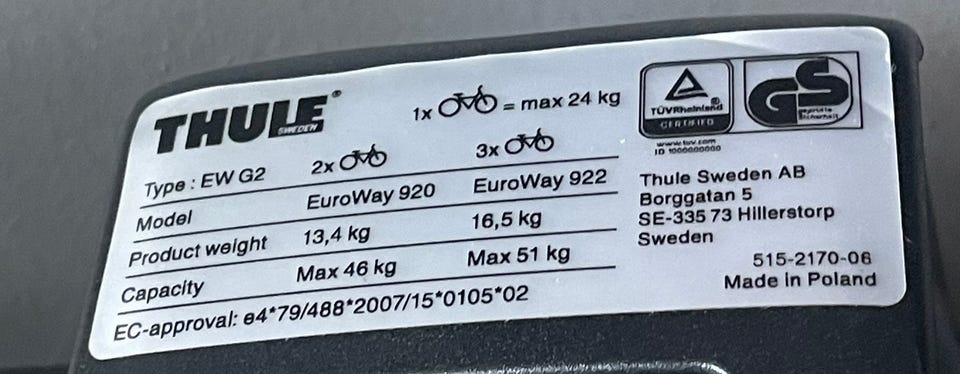 THULE®
SWEDEN
1x = max 24 kg
Type : EW G2 2x 3x
Model EuroWay 920 EuroWay 922
Product weight 13,4 kg 16,5 kg
Capacity Max 46 kg Max 51 kg
EC-approval: e4*79/488*2007/15*0105*02
TÜVRheinland®
CERTIFIED
www.tuv.com
ID 1000000000
GS
geprüfte
Sicherheit
Thule Sweden AB
Borggatan 5
SE-335 73 Hillerstorp
Sweden
515-2170-06
Made in Poland